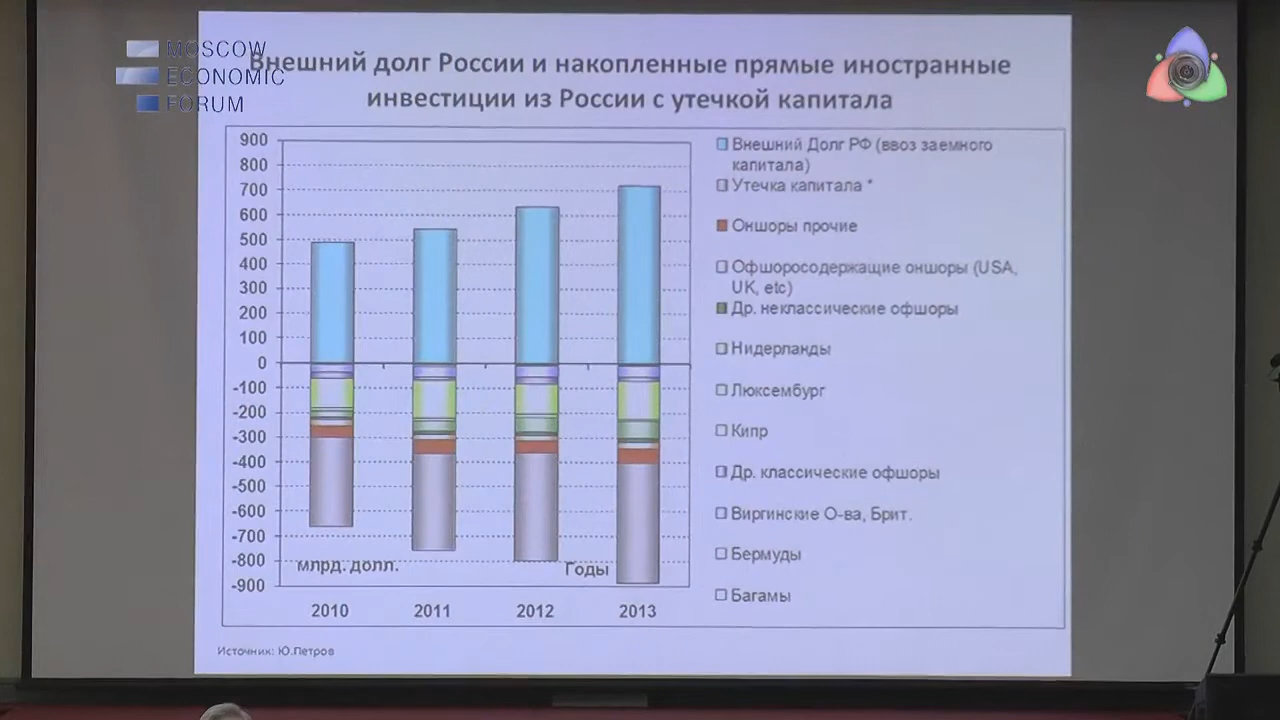 MOSCOW
ECONOMIC
FORUM
Внешний долг России и накопленные прямые иностранные
инвестиции из России с утечкой капитала
900
800
700
600
500
400
300
200
100
0
-100
-200
-300
-400
-500
-600
-700
-800
-900
млрд. долл.
Годы
2010
2011
2012
2013
Внешний Долг РФ (ввоз заемного
капитала)
Утечка капитала *
Оншоры прочие
Офшоросодержащие оншоры (USA,
UK, etc)
Др. неклассические офшоры
Нидерланды
Люксембург
Кипр
Др. классические офшоры
Виргинские О-ва, Брит.
Бермуды
Багамы
Источник: Ю.Петров